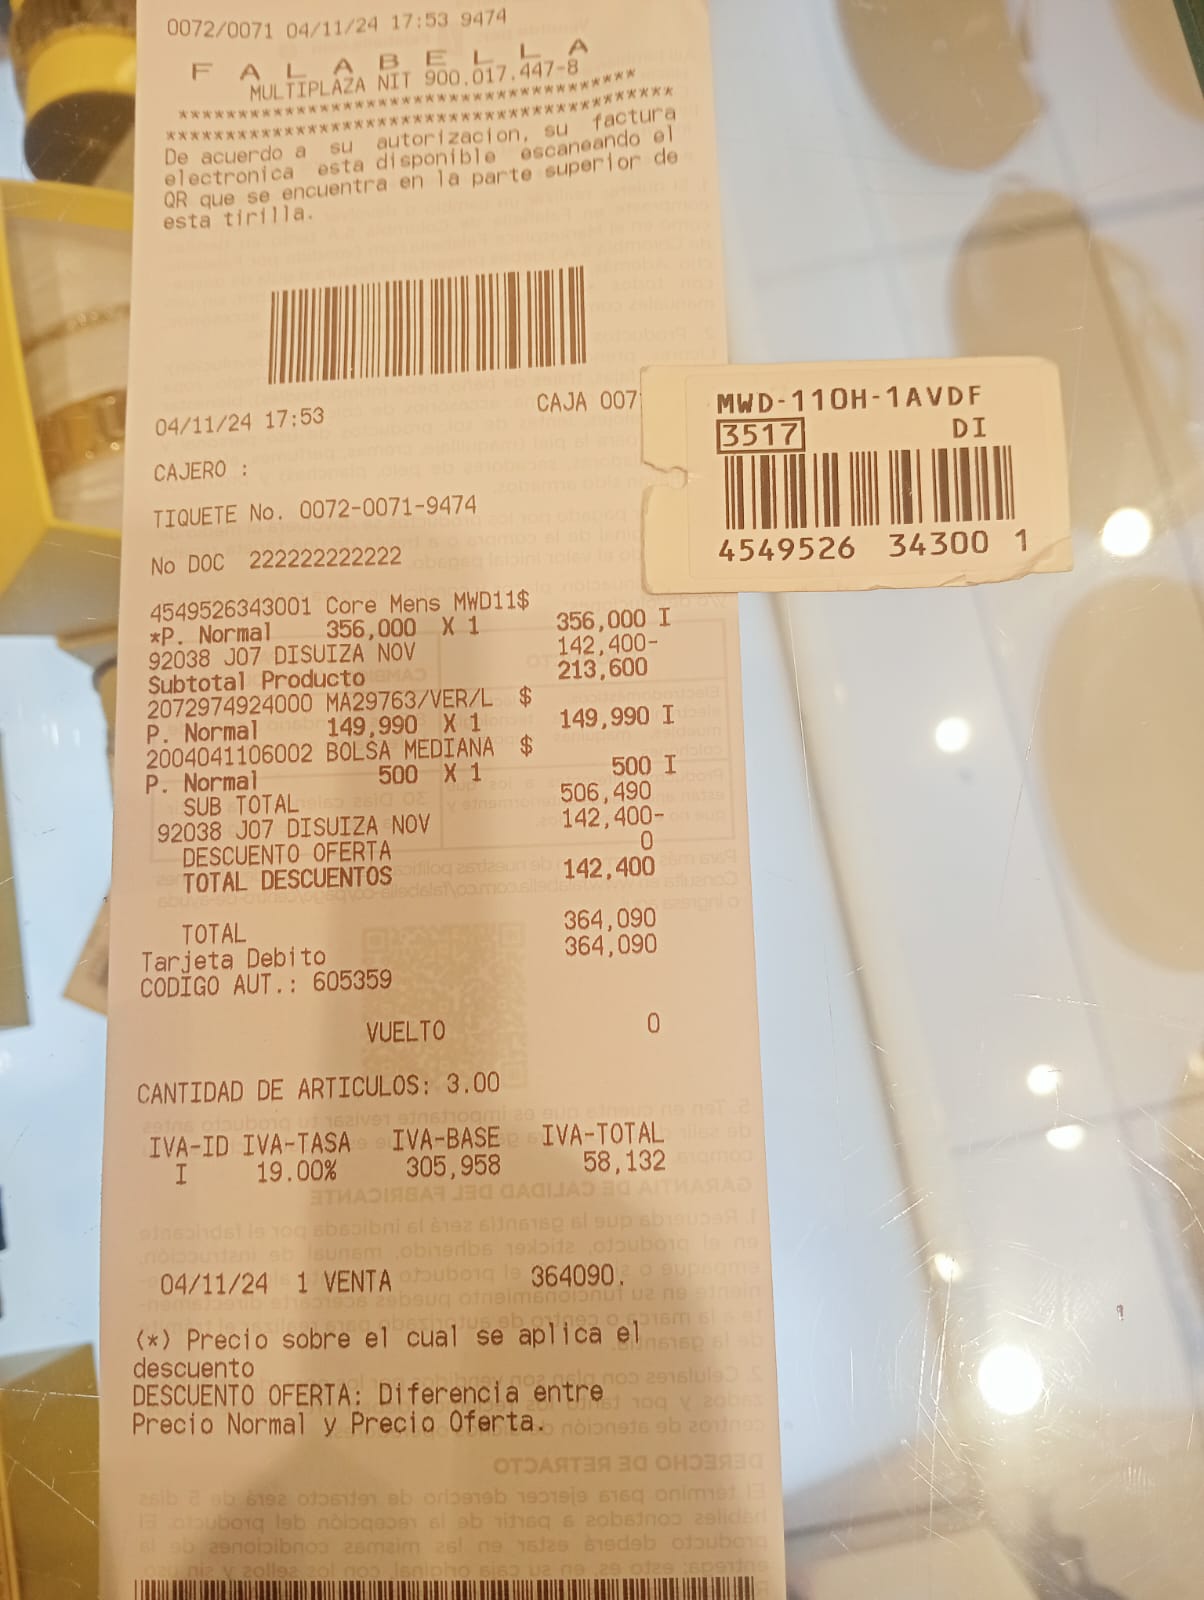 0072/0071 04/11/24 17:53 9474
F A L A B E L L A
MULTIPLAZA NIT 900.017.447-8
****************************************
********************************************
De acuerdo a su autorizacion, su factura
electronica esta disponible escaneando el
QR que se encuentra en la parte superior de
esta tirilla.
04/11/24 17:53 CAJA 007
CAJERO :
TIQUETE No. 0072-0071-9474
No DOC 222222222222
4549526343001 Core Mens MWD11$
*P. Normal 356,000 X 1 356,000 I
92038 J07 DISUIZA NOV 142,400-
Subtotal Producto 213,600
2072974924000 MA29763/VER/L $
P. Normal 149,990 X 1 149,990 I
2004041106002 BOLSA MEDIANA $
P. Normal 500 X 1 500 I
SUB TOTAL 506,490
92038 J07 DISUIZA NOV 142,400-
DESCUENTO OFERTA 0
TOTAL DESCUENTOS 142,400
TOTAL 364,090
Tarjeta Debito 364,090
CODIGO AUT.: 605359
VUELTO 0
CANTIDAD DE ARTICULOS: 3.00
IVA-ID IVA-TASA IVA-BASE IVA-TOTAL
I 19.00% 305,958 58,132
04/11/24 1 VENTA 364090.
(*) Precio sobre el cual se aplica el
descuento
DESCUENTO OFERTA: Diferencia entre
Precio Normal y Precio Oferta.
MWD-110H-1AVDF
3517 DI
4549526 34300 1